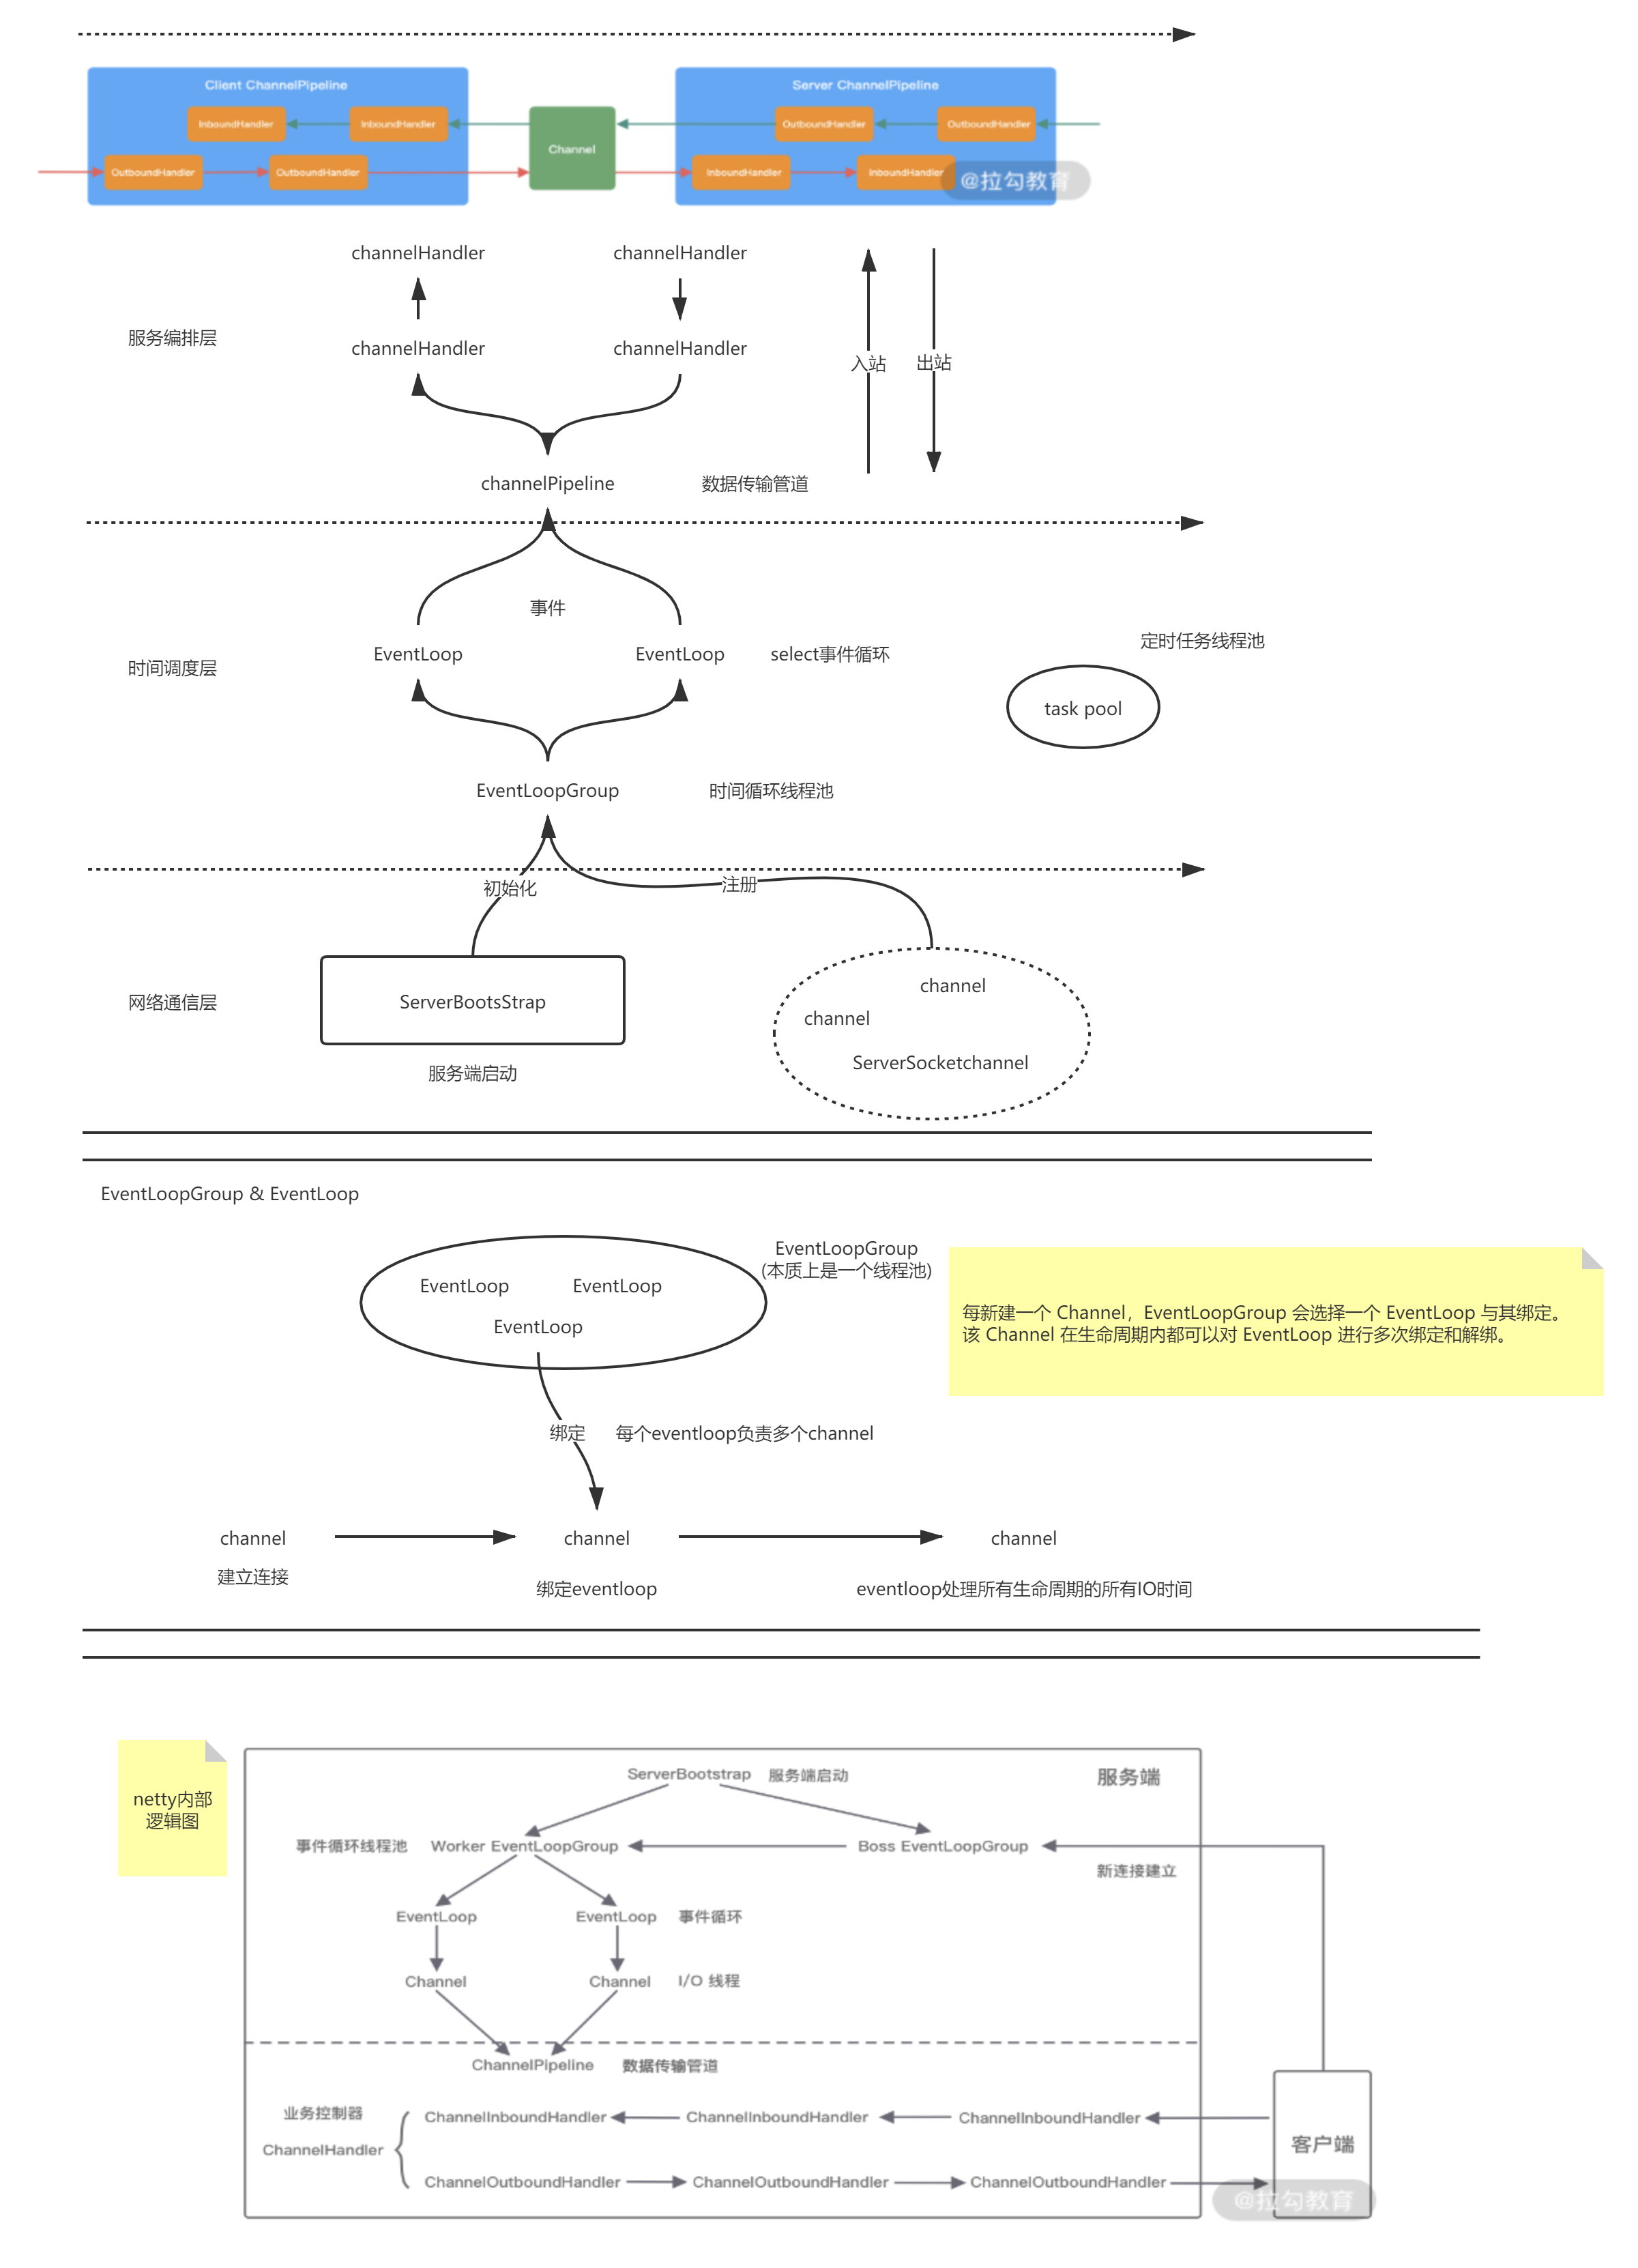 Client ChannelPipeline
Server ChannelPipeline
InboundHandler
InboundHandler
OutboundHandler
OutboundHandler
Channel
OutboundHandler
OutboundHandler
InboundHandler
InboundHandler
@拉勾教育
channelHandler
channelHandler
服务编排层
channelHandler
channelHandler
入站
出站
channelPipeline
数据传输管道
事件
时间调度层
EventLoop
EventLoop
select事件循环
定时任务线程池
task pool
EventLoopGroup
时间循环线程池
初始化
注册
网络通信层
ServerBootsStrap
服务端启动
channel
channel
ServerSocketchannel
EventLoopGroup & EventLoop
EventLoop
EventLoop
EventLoop
EventLoopGroup
(本质上是一个线程池)
每新建一个 Channel，EventLoopGroup 会选择一个 EventLoop 与其绑定。
该 Channel 在生命周期内都可以对 EventLoop 进行多次绑定和解绑。
绑定
每个eventloop负责多个channel
channel
channel
channel
建立连接
绑定eventloop
eventloop处理所有生命周期的所有IO时间
netty内部
逻辑图
ServerBootstrap
服务端启动
服务端
事件循环线程池
Worker EventLoopGroup
Boss EventLoopGroup
新连接建立
EventLoop
EventLoop
事件循环
Channel
Channel
I/O 线程
ChannelPipeline
数据传输管道
业务控制器
ChannelHandler
ChannelInboundHandler
ChannelInboundHandler
ChannelInboundHandler
客户端
ChannelOutboundHandler
ChannelOutboundHandler
ChannelOutboundHandler
@拉勾教育